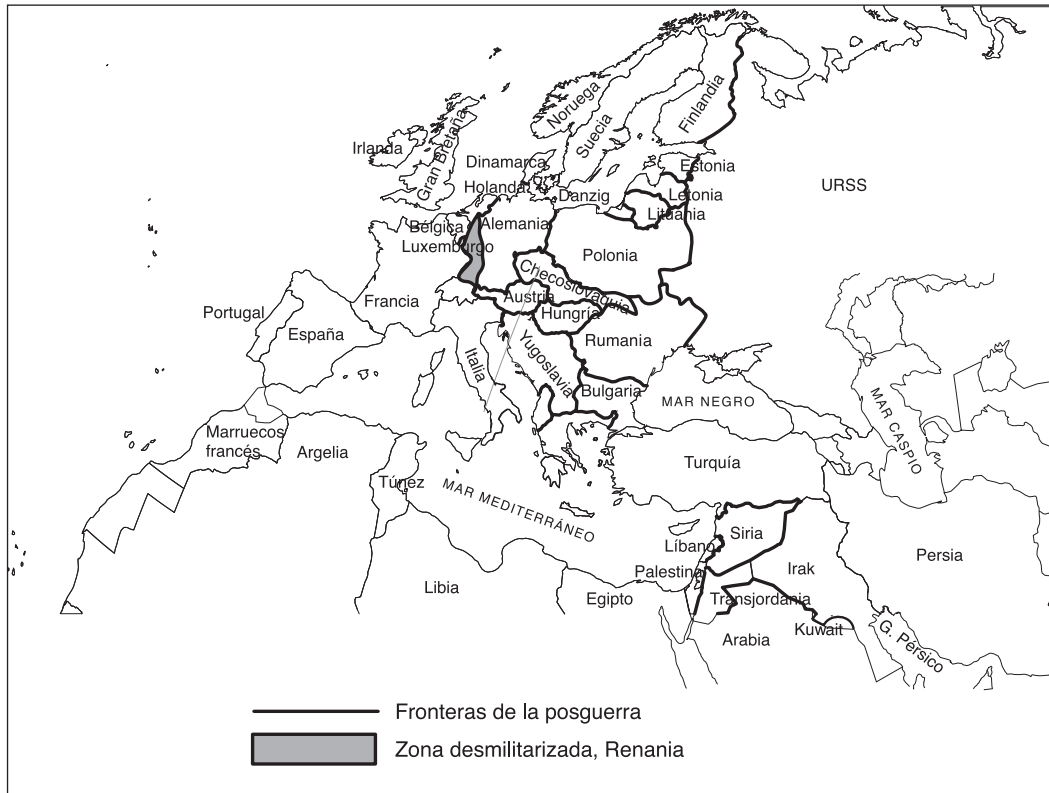 Noruega
Suecia
Finlandia
Irlanda
Gran Bretaña
Dinamarca
Estonia
Holanda
Danzig
Letonia
URSS
Lituania
Bélgica
Alemania
Luxemburgo
Polonia
Checoslovaquia
Portugal
Francia
Austria
Hungría
España
Rumania
Italia
Yugoslavia
Bulgaria
MAR NEGRO
MAR CASPIO
Marruecos
francés
Argelia
Turquía
Túnez
MAR MEDITERRÁNEO
Siria
Líbano
Persia
Palestina
Irak
Libia
Egipto
Transjordania
Kuwait
Arabia
G. Pérsico
Fronteras de la posguerra
Zona desmilitarizada, Renania